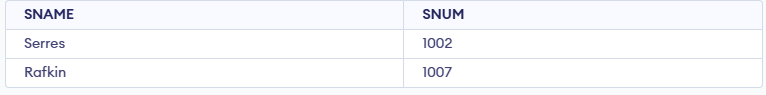 SNAME SNUM
Serres 1002
Rafkin 1007